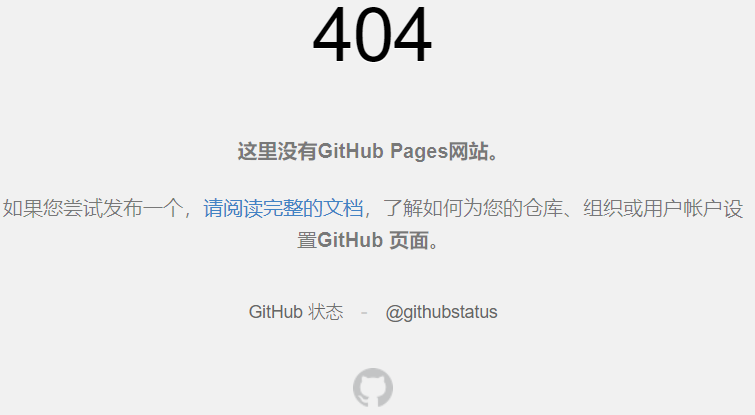 404
这里没有GitHub Pages网站。
如果您尝试发布一个，请阅读完整的文档，了解如何为您的仓库、组织或用户帐户设
置GitHub 页面。
GitHub 状态 - @githubstatus